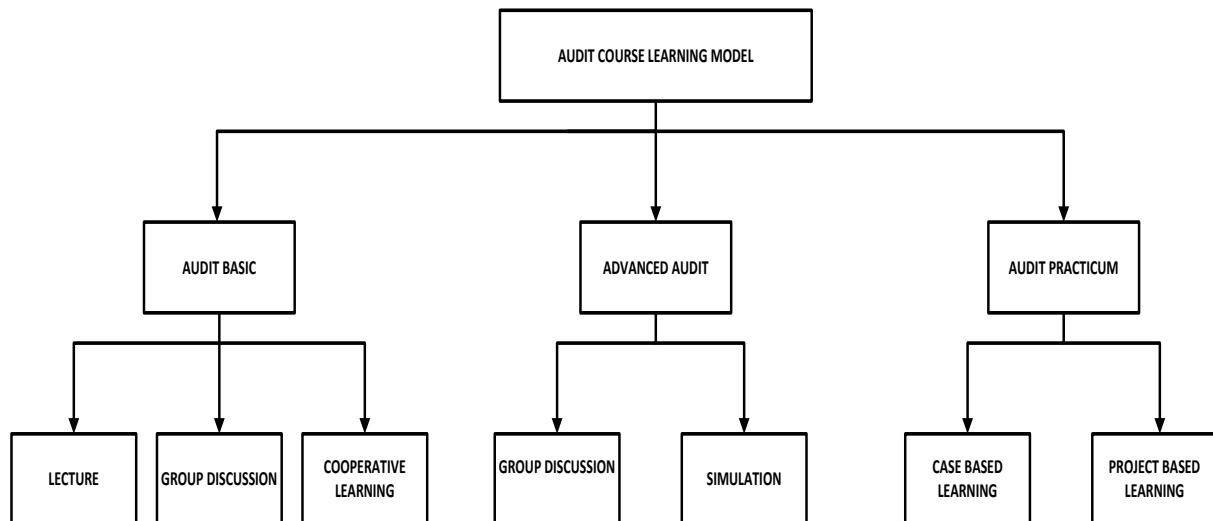 AUDIT COURSE LEARNING MODEL
AUDIT BASIC
ADVANCED AUDIT
AUDIT PRACTICUM
LECTURE
GROUP DISCUSSION
COOPERATIVE
LEARNING
GROUP DISCUSSION
SIMULATION
CASE BASED
LEARNING
PROJECT BASED
LEARNING